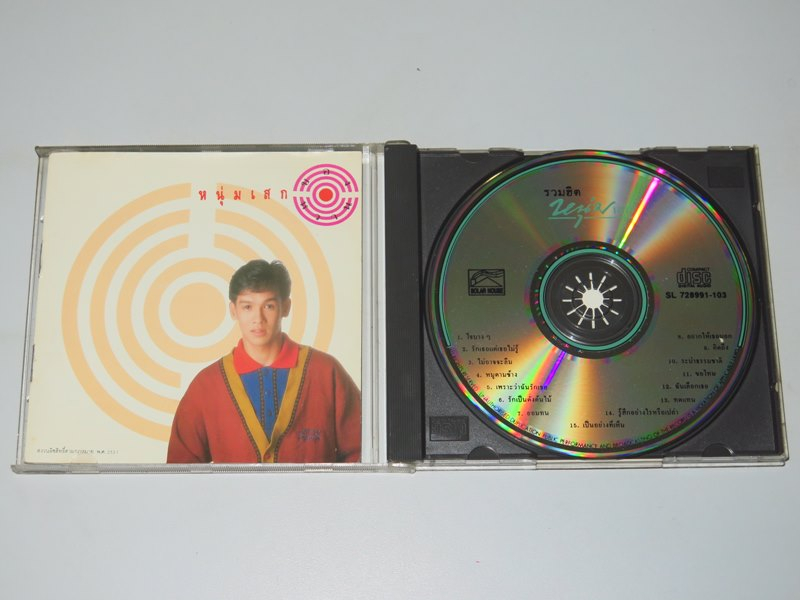 หนุ่มเสก
รวมฮิต
SOLAR HOUSE
COMPACT
disc
DIGITAL AUDIO
SL 728991-103
1. ใจบางๆ
2. รักเธอแต่เธอไม่รู้
3. ไม่อาจจะลืม
4. หมูตามช้าง
5. เพราะว่าฉันรักเธอ
6. รักเป็นดังต้นไม้
7. ยอมทน
8. อยากให้เธอบอก
9. คิดถึง
10. ระบำธรรมชาติ
11. ขอโทษ
12. ฉันเลือกเธอ
13. ทดแทน
14. รู้สึกอย่างไรหรือเปล่า
15. เป็นอย่างที่เห็น